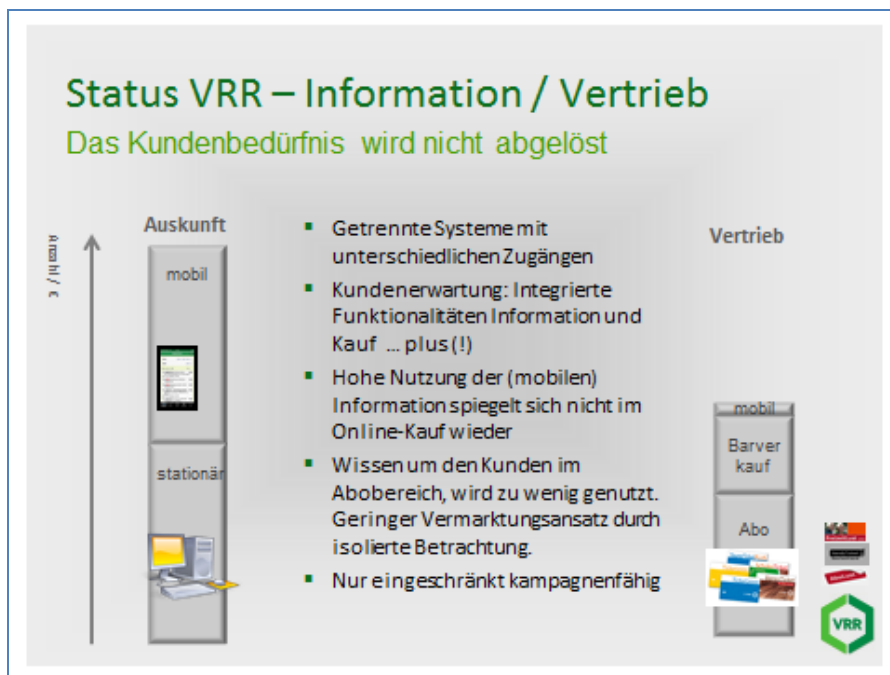 Status VRR – Information / Vertrieb
Das Kundenbedürfnis wird nicht abgelöst
Anzahl / €
Auskunft
mobil
stationär
▪ Getrennte Systeme mit
unterschiedlichen Zugängen
▪ Kundenerwartung: Integrierte
Funktionalitäten Information und
Kauf ... plus (!)
▪ Hohe Nutzung der (mobilen)
Information spiegelt sich nicht im
Online-Kauf wieder
▪ Wissen um den Kunden im
Abobereich, wird zu wenig genutzt.
Geringer Vermarktungsansatz durch
isolierte Betrachtung.
▪ Nur eingeschränkt kampagnenfähig
Vertrieb
mobil
Barver
kauf
Abo
VRR